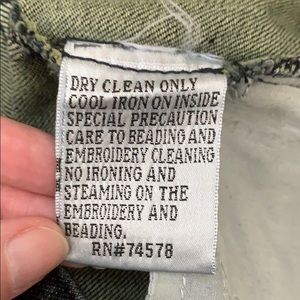 DRY CLEAN ONLY
COOL IRON ON INSIDE
SPECIAL PRECAUTION
CARE TO BEADING AND
EMBROIDERY CLEANING
NO IRONING AND
STEAMING ON THE
EMBOIDERY AND
BEADING.
RN#74578